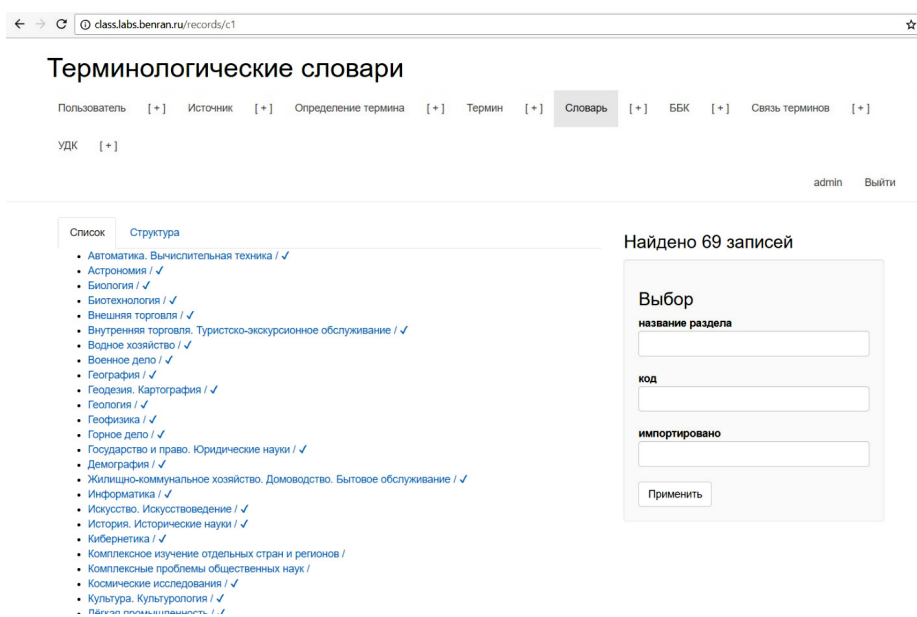 class.labs.benran.ru/records/c1
Терминологические словари
Пользователь [ + ] Источник [ + ] Определение термина [ + ] Термин [ + ] Словарь [ + ] ББК [ + ] Связь терминов [ + ]
УДК [ + ]
admin Выйти
Список Структура
Найдено 69 записей
• Автоматика. Вычислительная техника / ✓
• Астрономия / ✓
• Биология / ✓
• Биотехнология / ✓
• Внешняя торговля / ✓
• Внутренняя торговля. Туристско-экскурсионное обслуживание / ✓
• Водное хозяйство / ✓
• Военное дело / ✓
• География / ✓
• Геодезия. Картография / ✓
• Геология / ✓
• Геофизика / ✓
• Горное дело / ✓
• Государство и право. Юридические науки / ✓
• Демография / ✓
• Жилищно-коммунальное хозяйство. Домоводство. Бытовое обслуживание / ✓
• Информатика / ✓
• Искусство. Искусствоведение / ✓
• История. Исторические науки / ✓
• Кибернетика / ✓
• Комплексное изучение отдельных стран и регионов /
• Комплексные проблемы общественных наук /
• Космические исследования / ✓
• Культура. Культурология / ✓
• Лёгкая промышленность / ✓
Выбор
название раздела
код
импортировано
Применить